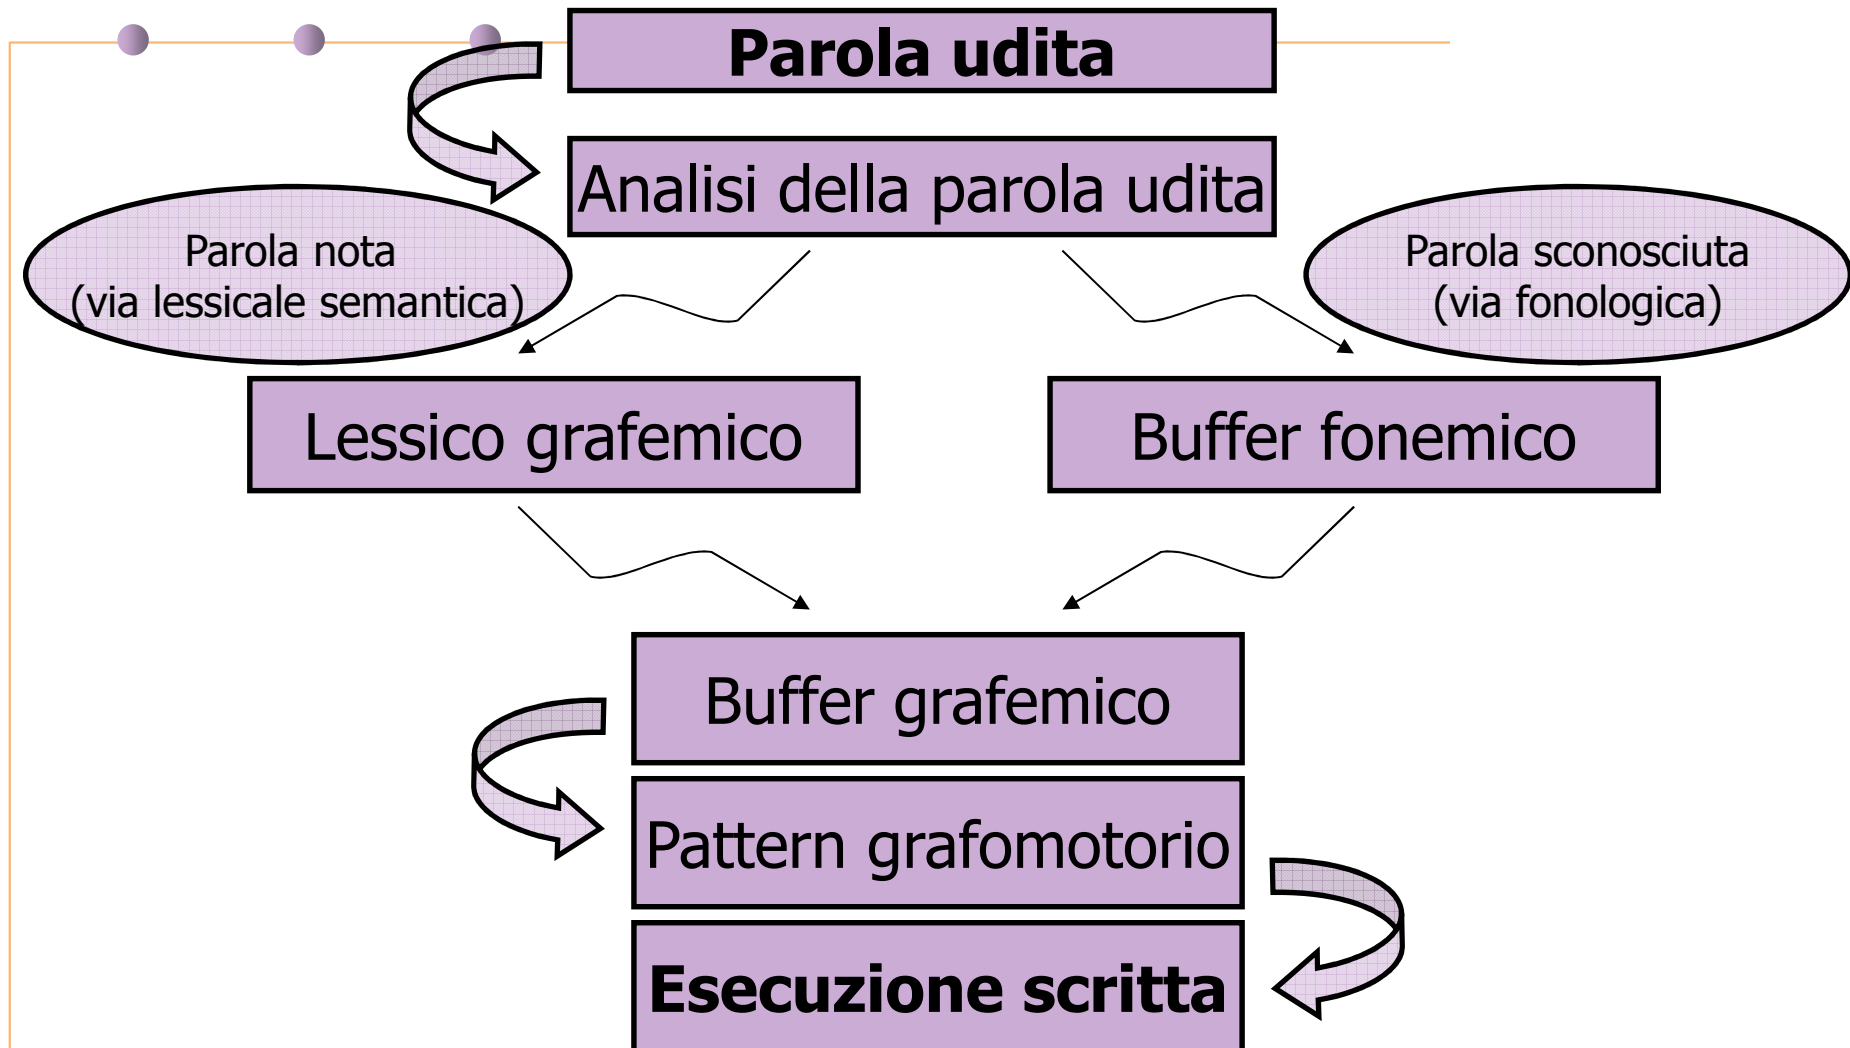 Parola udita
Analisi della parola udita
Parola nota
(via lessicale semantica)
Parola sconosciuta
(via fonologica)
Lessico grafemico
Buffer fonemico
Buffer grafemico
Pattern grafomotorio
Esecuzione scritta